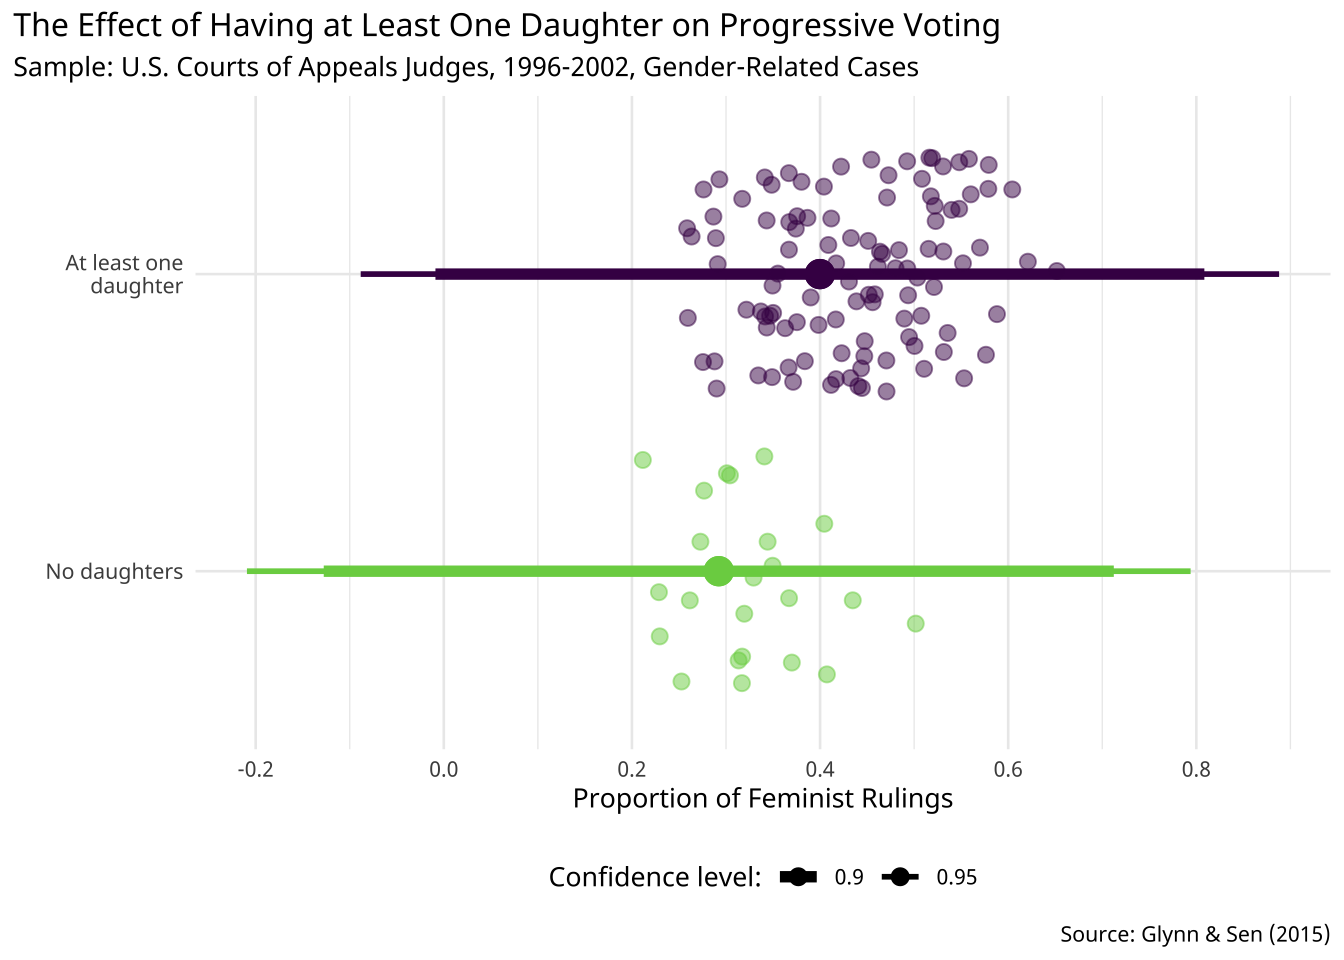 The Effect of Having at Least One Daughter on Progressive Voting
Sample: U.S. Courts of Appeals Judges, 1996-2002, Gender-Related Cases
At least one
daughter
No daughters
-0.2 0.0 0.2 0.4 0.6 0.8
Proportion of Feminist Rulings
Confidence level: 0.9 0.95
Source: Glynn & Sen (2015)